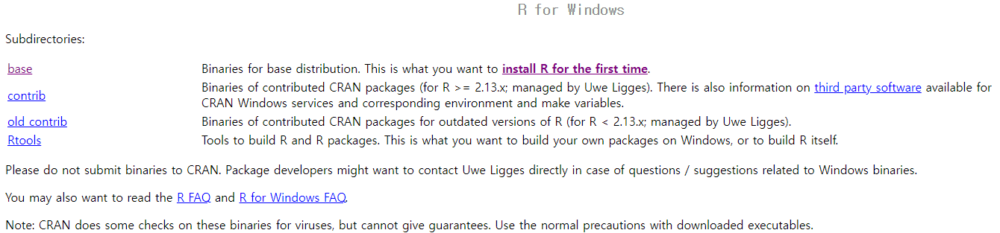 R for Windows
Subdirectories:
base Binaries for base distribution. This is what you want to install R for the first time.
contrib Binaries of contributed CRAN packages (for R >= 2.13.x; managed by Uwe Ligges). There is also information on third party software available for
CRAN Windows services and corresponding environment and make variables.
old contrib Binaries of contributed CRAN packages for outdated versions of R (for R < 2.13.x; managed by Uwe Ligges).
Rtools Tools to build R and R packages. This is what you want to build your own packages on Windows, or to build R itself.
Please do not submit binaries to CRAN. Package developers might want to contact Uwe Ligges directly in case of questions / suggestions related to Windows binaries.
You may also want to read the R FAQ and R for Windows FAQ.
Note: CRAN does some checks on these binaries for viruses, but cannot give guarantees. Use the normal precautions with downloaded executables.